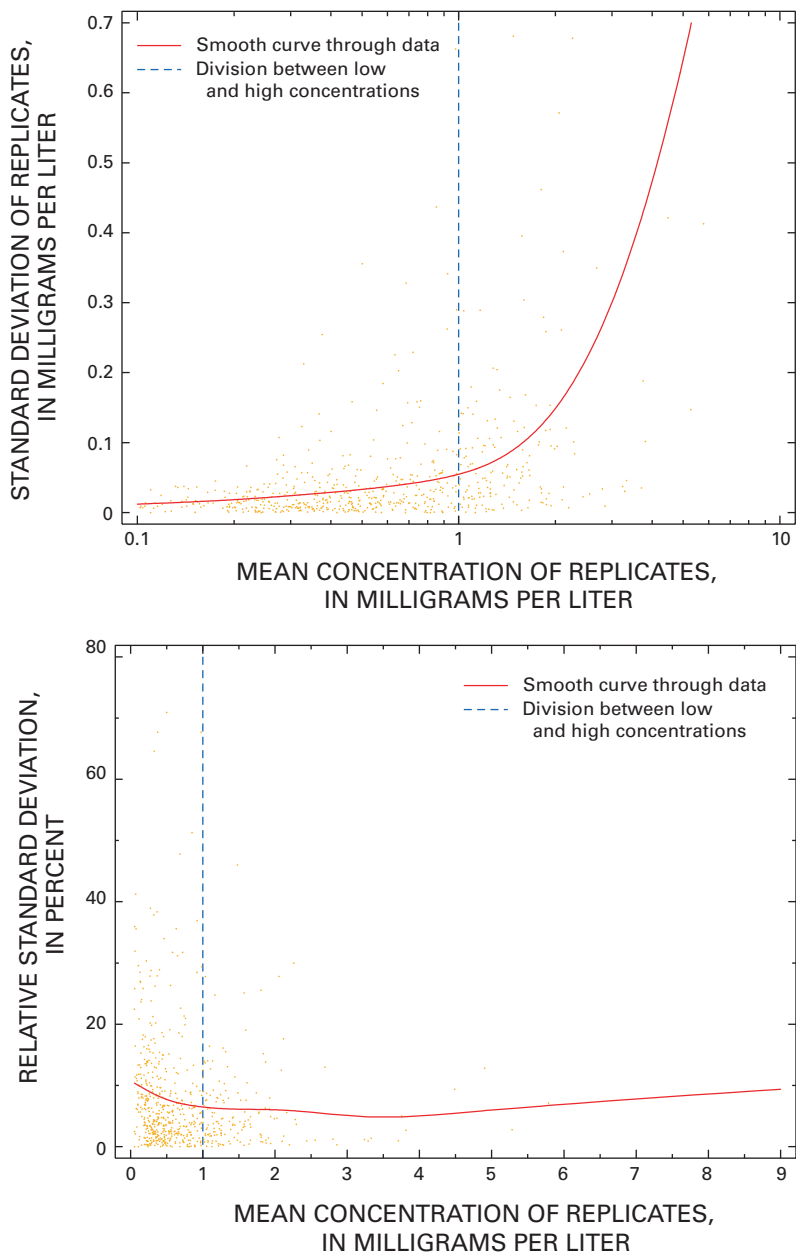 STANDARD DEVIATION OF REPLICATES,
IN MILLIGRAMS PER LITER
0.7
0.6
0.5
0.4
0.3
0.2
0.1
0
Smooth curve through data
Division between low
and high concentrations
0.1
1
10
MEAN CONCENTRATION OF REPLICATES,
IN MILLIGRAMS PER LITER
RELATIVE STANDARD DEVIATION,
IN PERCENT
80
60
40
20
0
Smooth curve through data
Division between low
and high concentrations
0
1
2
3
4
5
6
7
8
9
MEAN CONCENTRATION OF REPLICATES,
IN MILLIGRAMS PER LITER